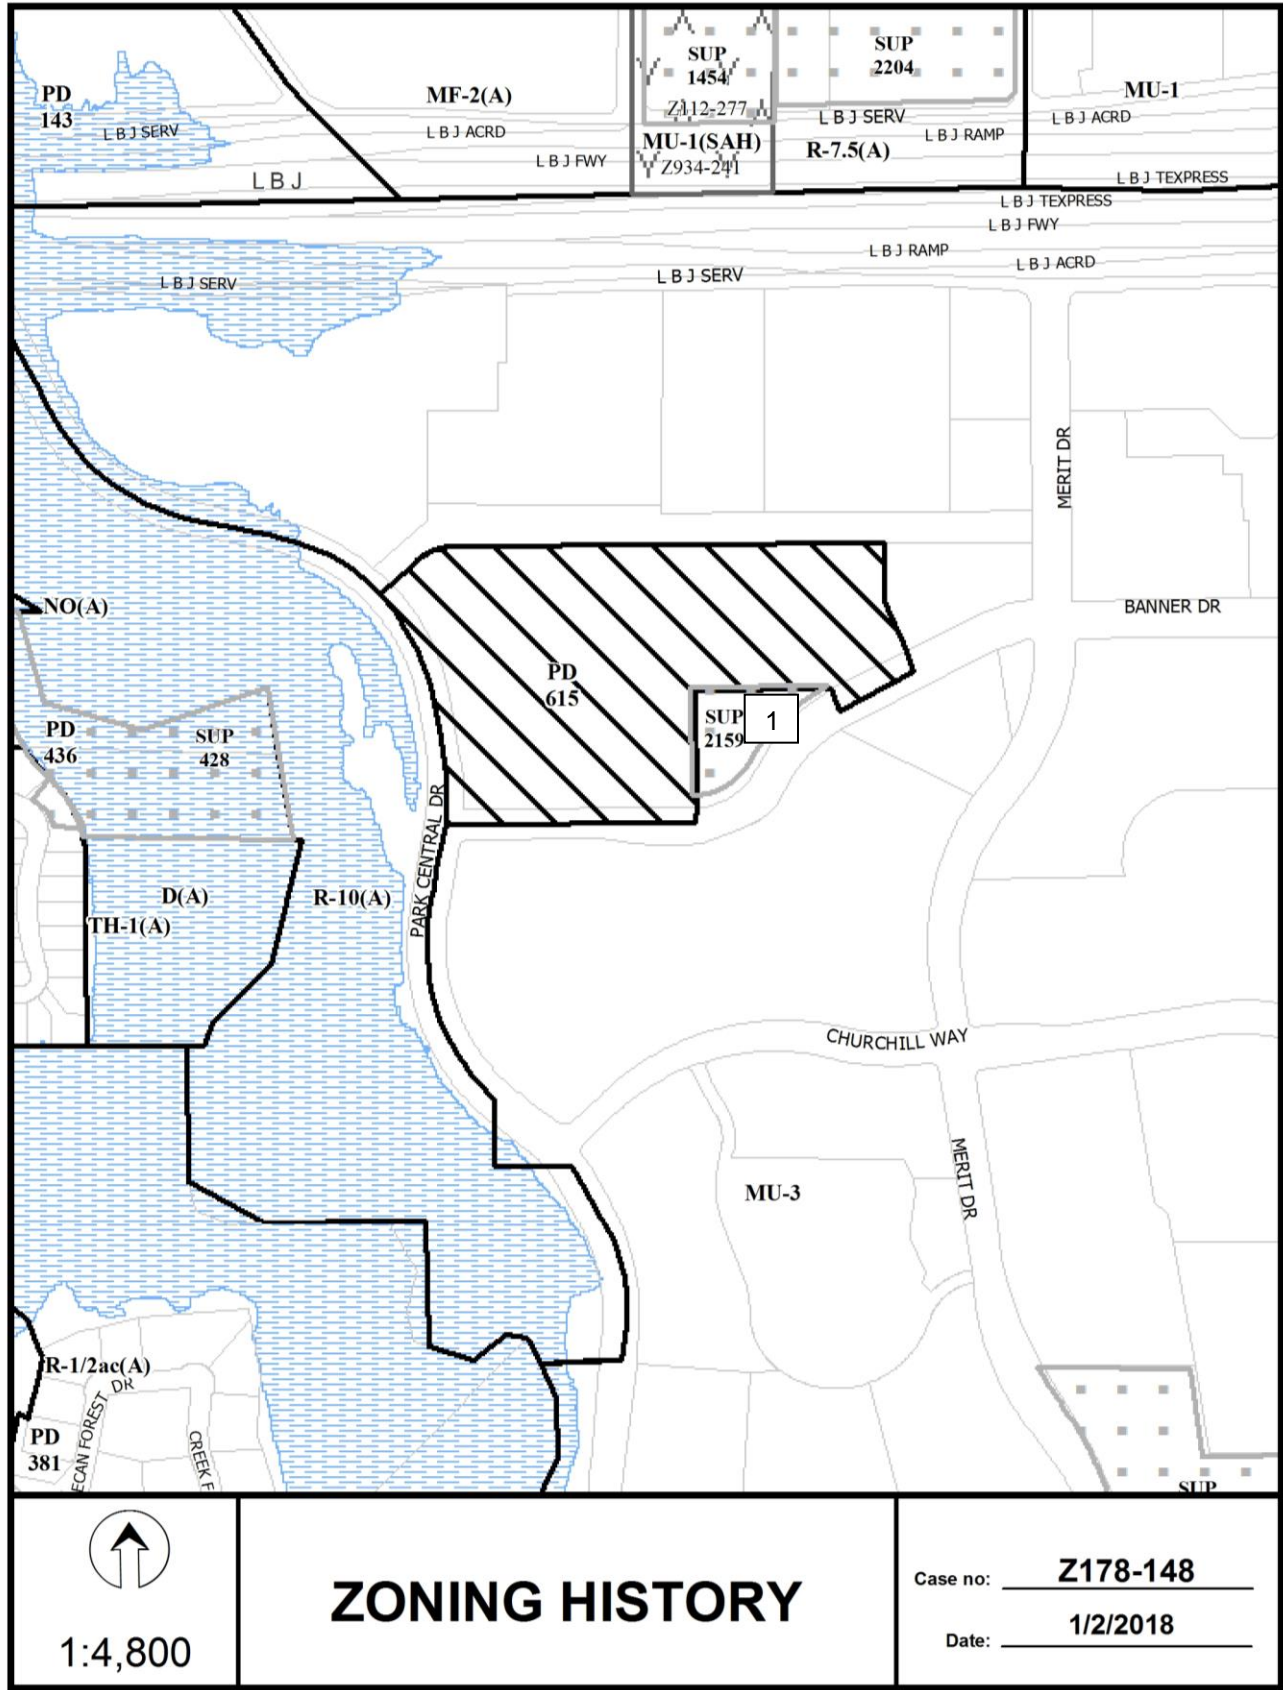 PD
143
L B J SERV
MF-2(A)
L B J ACRD
L B J FWY
L B J
SUP
1454
Z112-277
MU-1(SAH)
Z934-241
SUP
2204
L B J SERV
R-7.5(A)
L B J RAMP
MU-1
L B J ACRD
L B J TEXPRESS
L B J TEXPRESS
L B J FWY
L B J RAMP
L B J ACRD
L B J SERV
L B J SERV
MERIT DR
BANNER DR
NO(A)
PD
615
SUP
2159
1
PD
436
SUP
428
PARK CENTRAL DR
D(A)
TH-1(A)
R-10(A)
CHURCHILL WAY
MERIT DR
MU-3
R-1/2ac(A)
ECAN FOREST DR
CREEK F
PD
381
SUP
1:4,800
ZONING HISTORY
Case no: Z178-148
Date: 1/2/2018